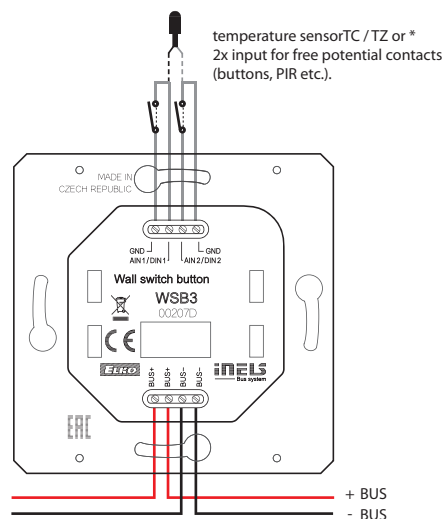 temperature sensorTC / TZ or *
2x input for free potential contacts
(buttons, PIR etc.).
MADE IN
CZECH REPUBLIC
GND GND
AIN1/DIN1 AIN2/DIN2
Wall switch button
WSB3
00207D
CE
ELKO iNELS
Bus system
BUS+ BUS+ BUS− BUS−
EAC
+ BUS
- BUS